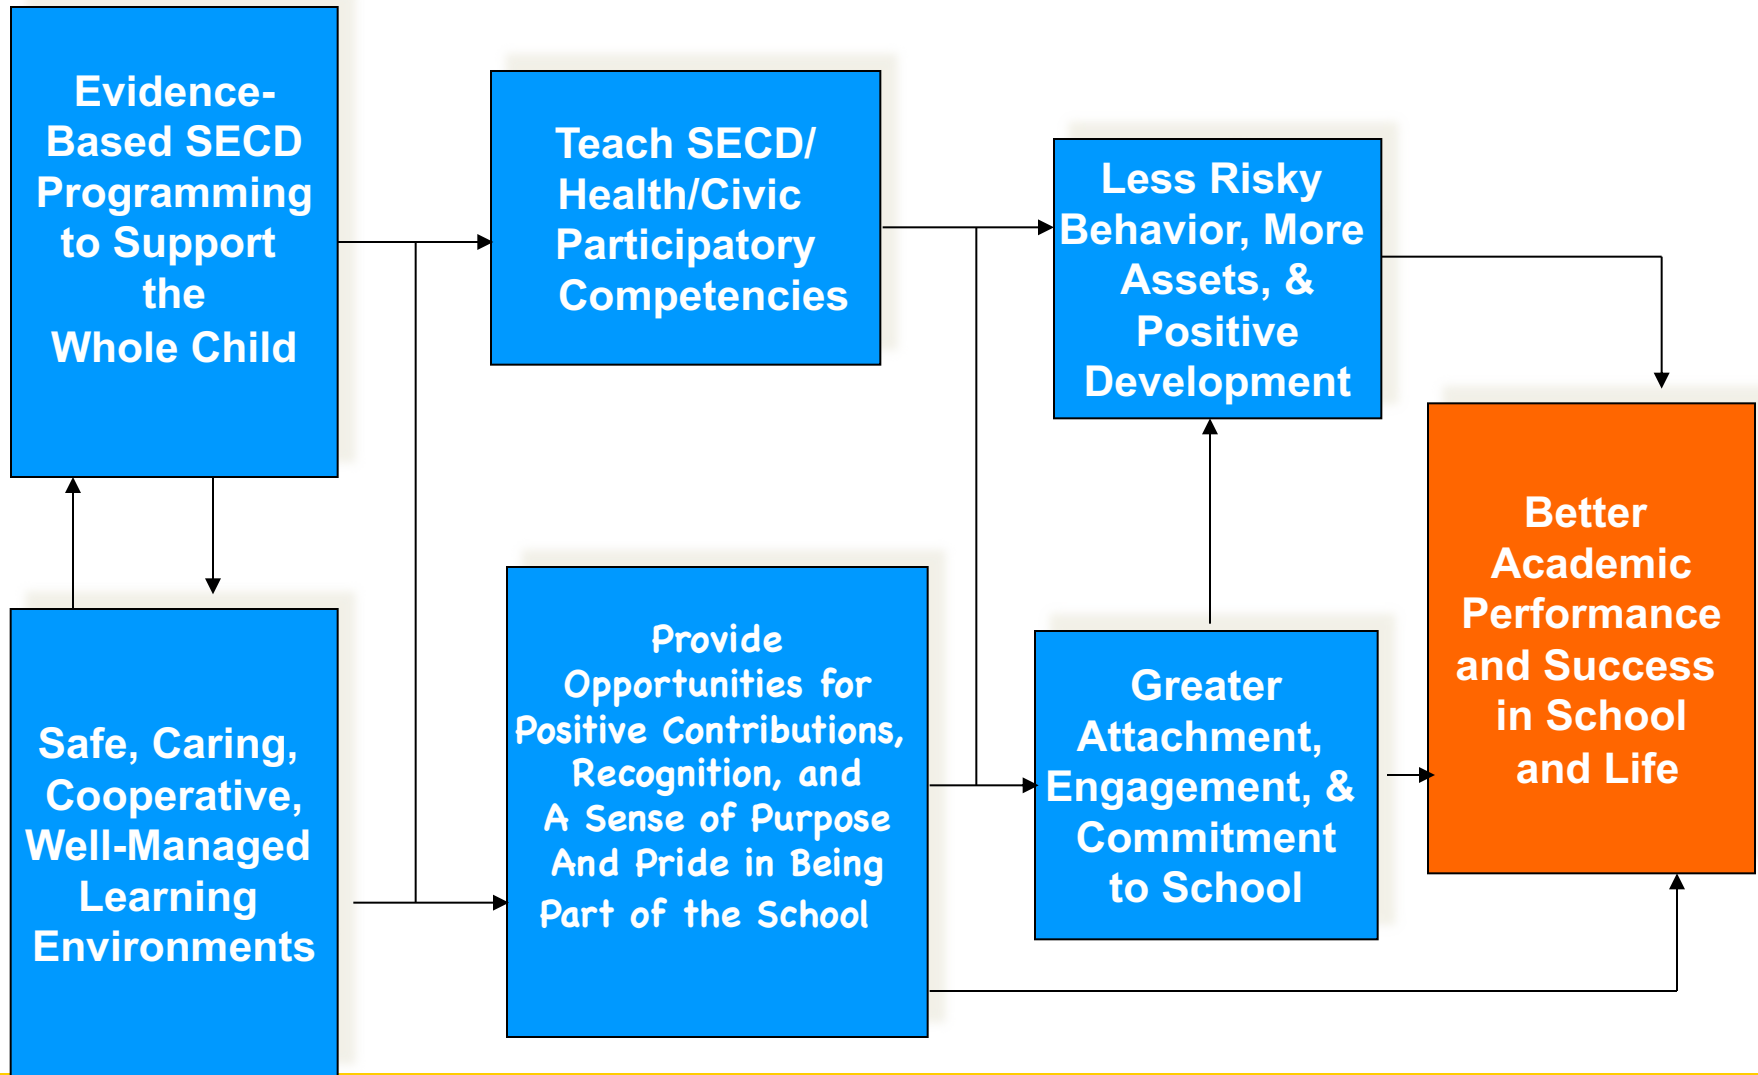 Evidence-
Based SECD
Programming
to Support
the
Whole Child
Teach SECD/
Health/Civic
Participatory
Competencies
Less Risky
Behavior, More
Assets, &
Positive
Development
Better
Academic
Performance
and Success
in School
and Life
Safe, Caring,
Cooperative,
Well-Managed
Learning
Environments
Provide
Opportunities for
Positive Contributions,
Recognition, and
A Sense of Purpose
And Pride in Being
Part of the School
Greater
Attachment,
Engagement, &
Commitment
to School